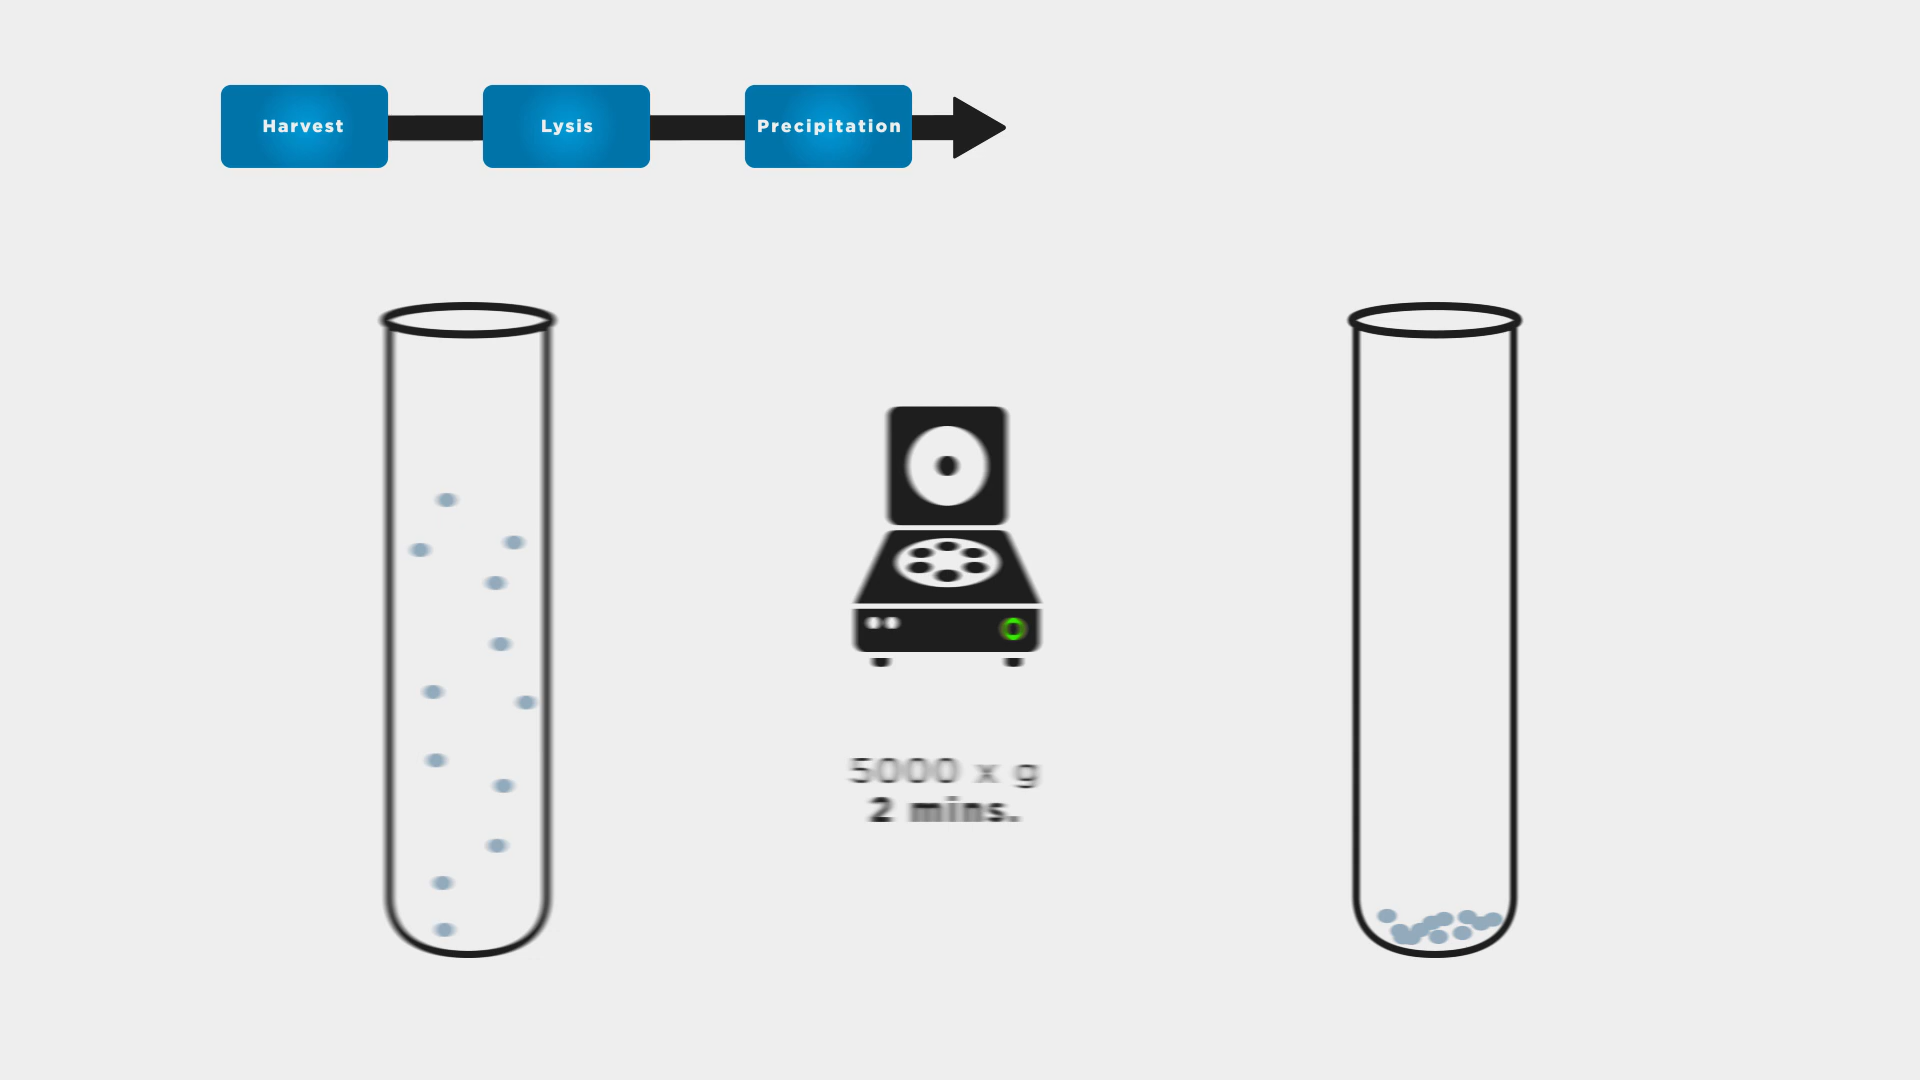 Harvest
Lysis
Precipitation
5000 x g
2 mins.